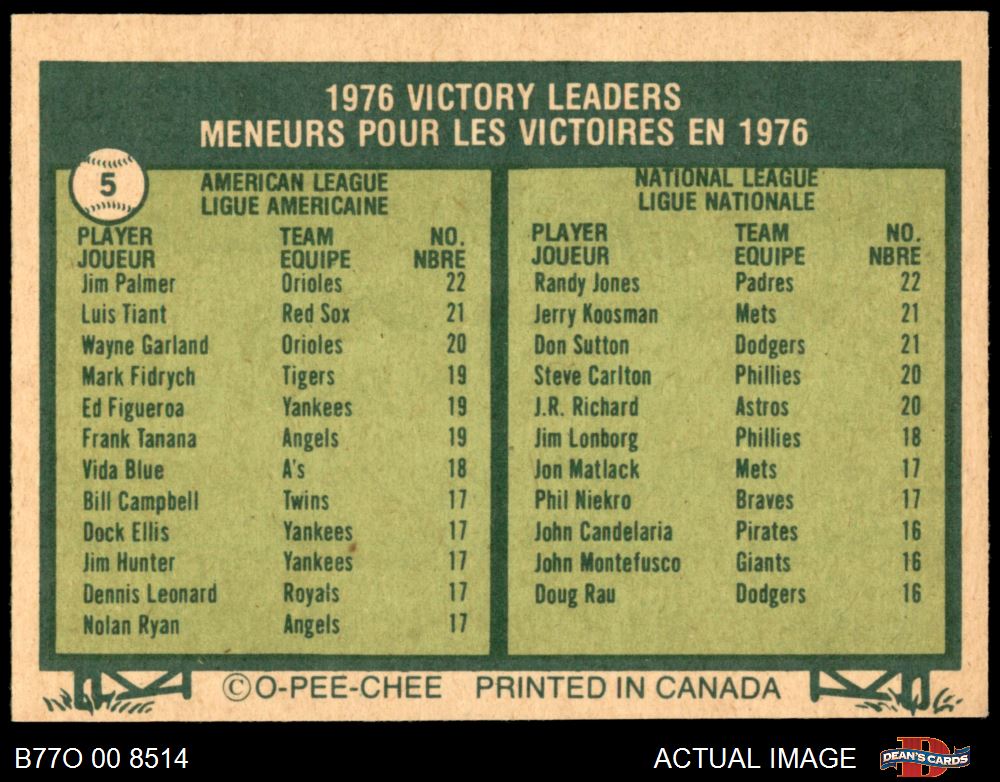 1976 VICTORY LEADERS
MENEURS POUR LES VICTOIRES EN 1976
5
AMERICAN LEAGUE
LIGUE AMERICAINE
PLAYER TEAM NO.
JOUEUR EQUIPE NBRE
Jim Palmer Orioles 22
Luis Tiant Red Sox 21
Wayne Garland Orioles 20
Mark Fidrych Tigers 19
Ed Figueroa Yankees 19
Frank Tanana Angels 19
Vida Blue A's 18
Bill Campbell Twins 17
Dock Ellis Yankees 17
Jim Hunter Yankees 17
Dennis Leonard Royals 17
Nolan Ryan Angels 17
NATIONAL LEAGUE
LIGUE NATIONALE
PLAYER TEAM NO.
JOUEUR EQUIPE NBRE
Randy Jones Padres 22
Jerry Koosman Mets 21
Don Sutton Dodgers 21
Steve Carlton Phillies 20
J.R. Richard Astros 20
Jim Lonborg Phillies 18
Jon Matlack Mets 17
Phil Niekro Braves 17
John Candelaria Pirates 16
John Montefusco Giants 16
Doug Rau Dodgers 16
©O-PEE-CHEE PRINTED IN CANADA
B77O 00 8514 ACTUAL IMAGE
D
DEAN'S CARDS